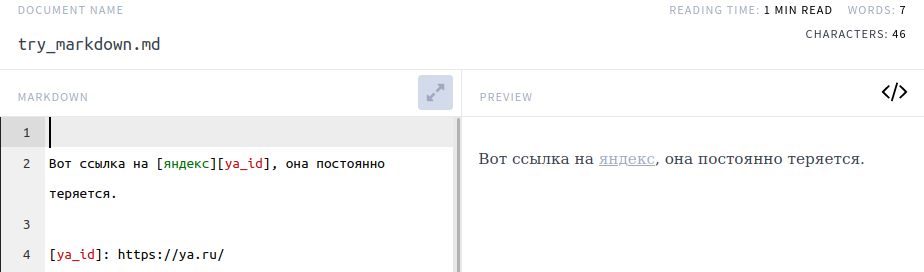 DOCUMENT NAME
READING TIME: 1 MIN READ WORDS: 7
CHARACTERS: 46
try_markdown.md
MARKDOWN
PREVIEW
1
2 Вот ссылка на [яндекс][ya_id], она постоянно
теряется.
3
4 [ya_id]: https://ya.ru/
Вот ссылка на яндекс, она постоянно теряется.